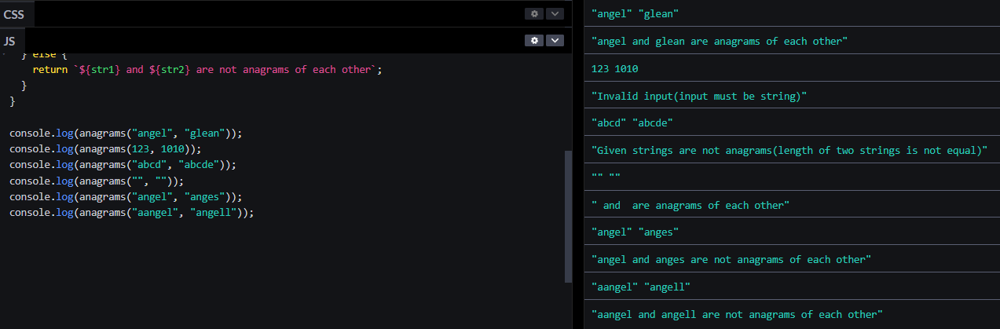 CSS
JS
} else {
return `${str1} and ${str2} are not anagrams of each other`;
}
}
console.log(anagrams("angel", "glean"));
console.log(anagrams(123, 1010));
console.log(anagrams("abcd", "abcde"));
console.log(anagrams("", ""));
console.log(anagrams("angel", "anges"));
console.log(anagrams("aangel", "angell"));
"angel" "glean"
"angel and glean are anagrams of each other"
123 1010
"Invalid input(input must be string)"
"abcd" "abcde"
"Given strings are not anagrams(length of two strings is not equal)"
"" ""
" and  are anagrams of each other"
"angel" "anges"
"angel and anges are not anagrams of each other"
"aangel" "angell"
"aangel and angell are not anagrams of each other"